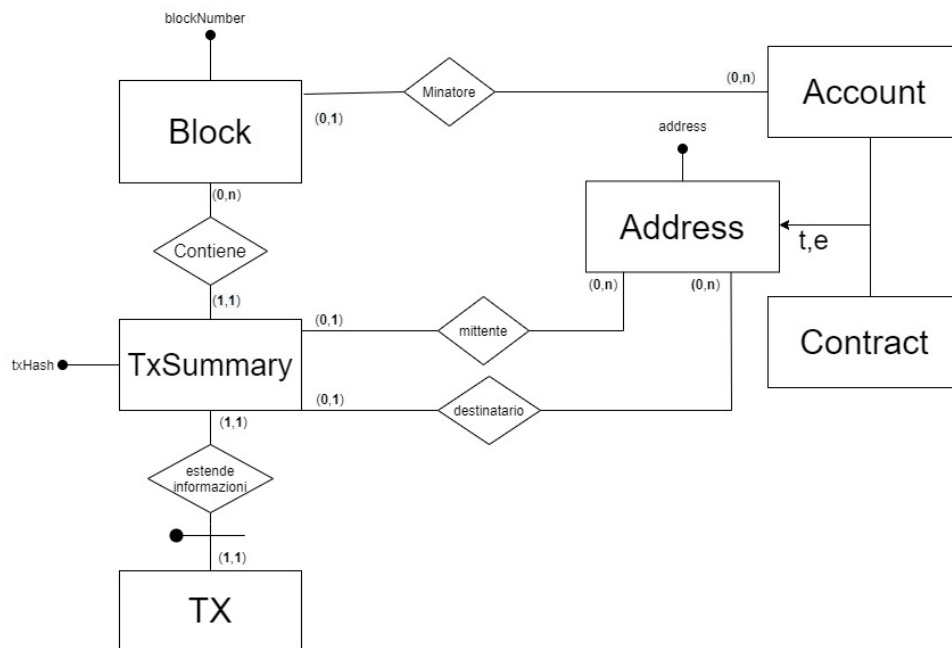 blockNumber
Block
(0,1)
Minatore
(0,n)
Account
address
Address
t,e
(0,n)
Contiene
(1,1)
(0,n)
(0,n)
Contract
TxSummary
txHash
(0,1)
mittente
(0,1)
destinatario
(1,1)
estende
informazioni
(1,1)
TX